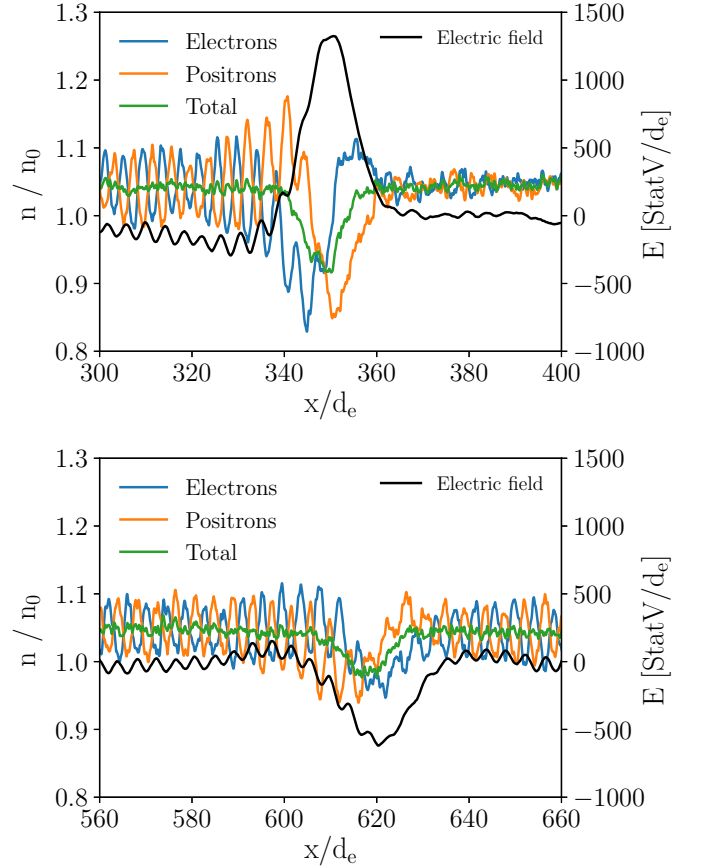 1.3
1.2
1.1
1.0
0.9
0.8
n / n0
Electrons
Positrons
Total
Electric field
1500
1000
500
0
−500
−1000
E [StatV/de]
300 320 340 360 380 400
x/de
1.3
1.2
1.1
1.0
0.9
0.8
n / n0
Electrons
Positrons
Total
Electric field
1500
1000
500
0
−500
−1000
E [StatV/de]
560 580 600 620 640 660
x/de